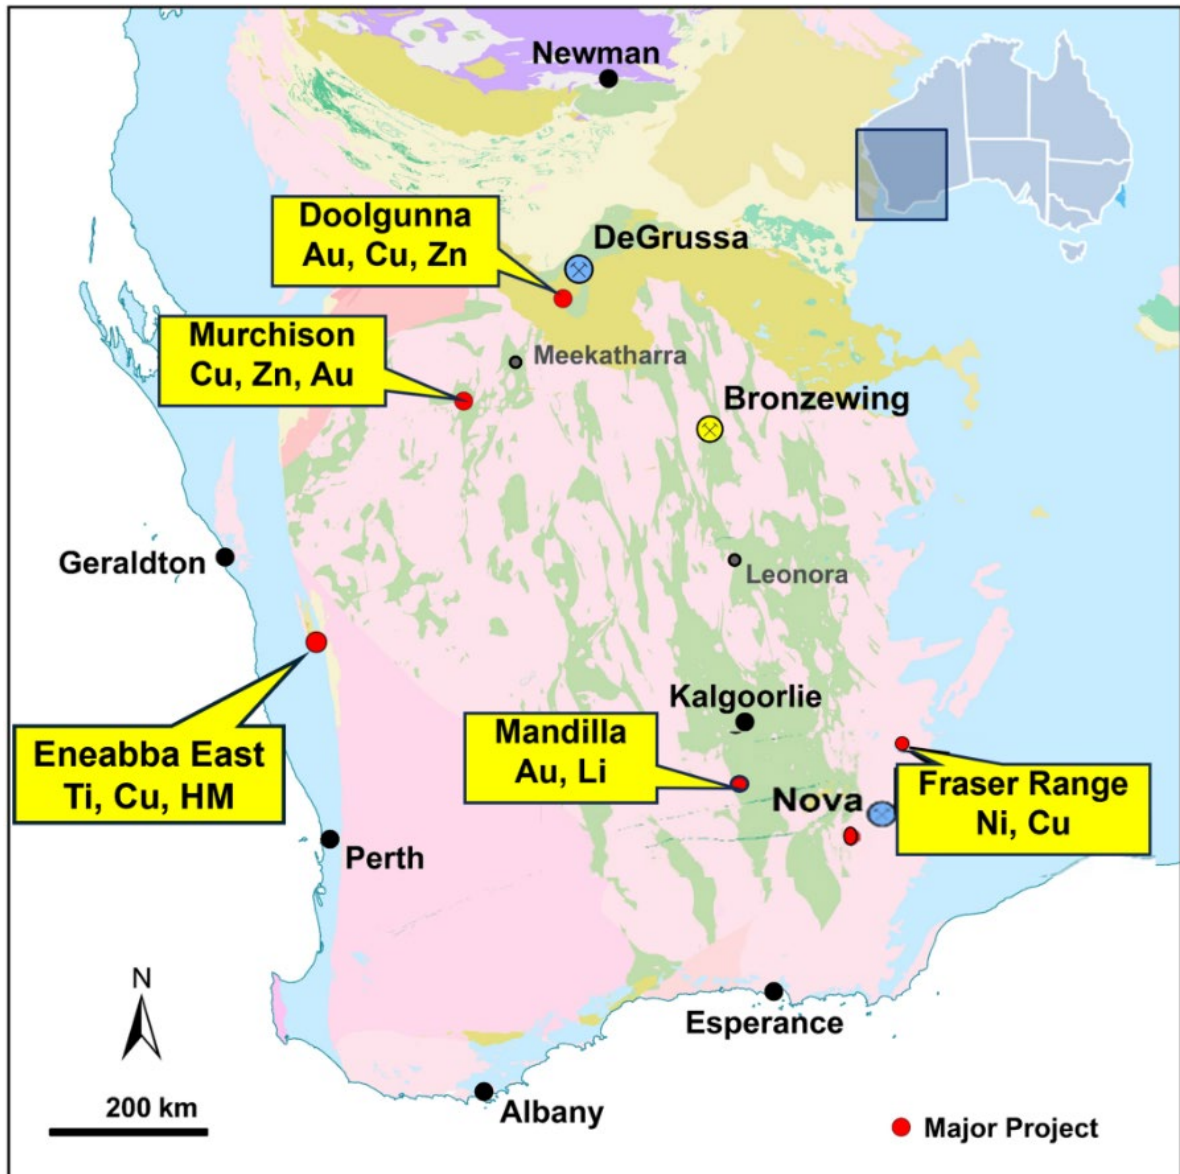 Newman
Doolgunna
Au, Cu, Zn
DeGrussa
Murchison
Cu, Zn, Au
Meekatharra
Bronzewing
Geraldton
Leonora
Kalgoorlie
Eneabba East
Ti, Cu, HM
Mandilla
Au, Li
Nova
Fraser Range
Ni, Cu
Perth
N
Esperance
200 km
Albany
Major Project